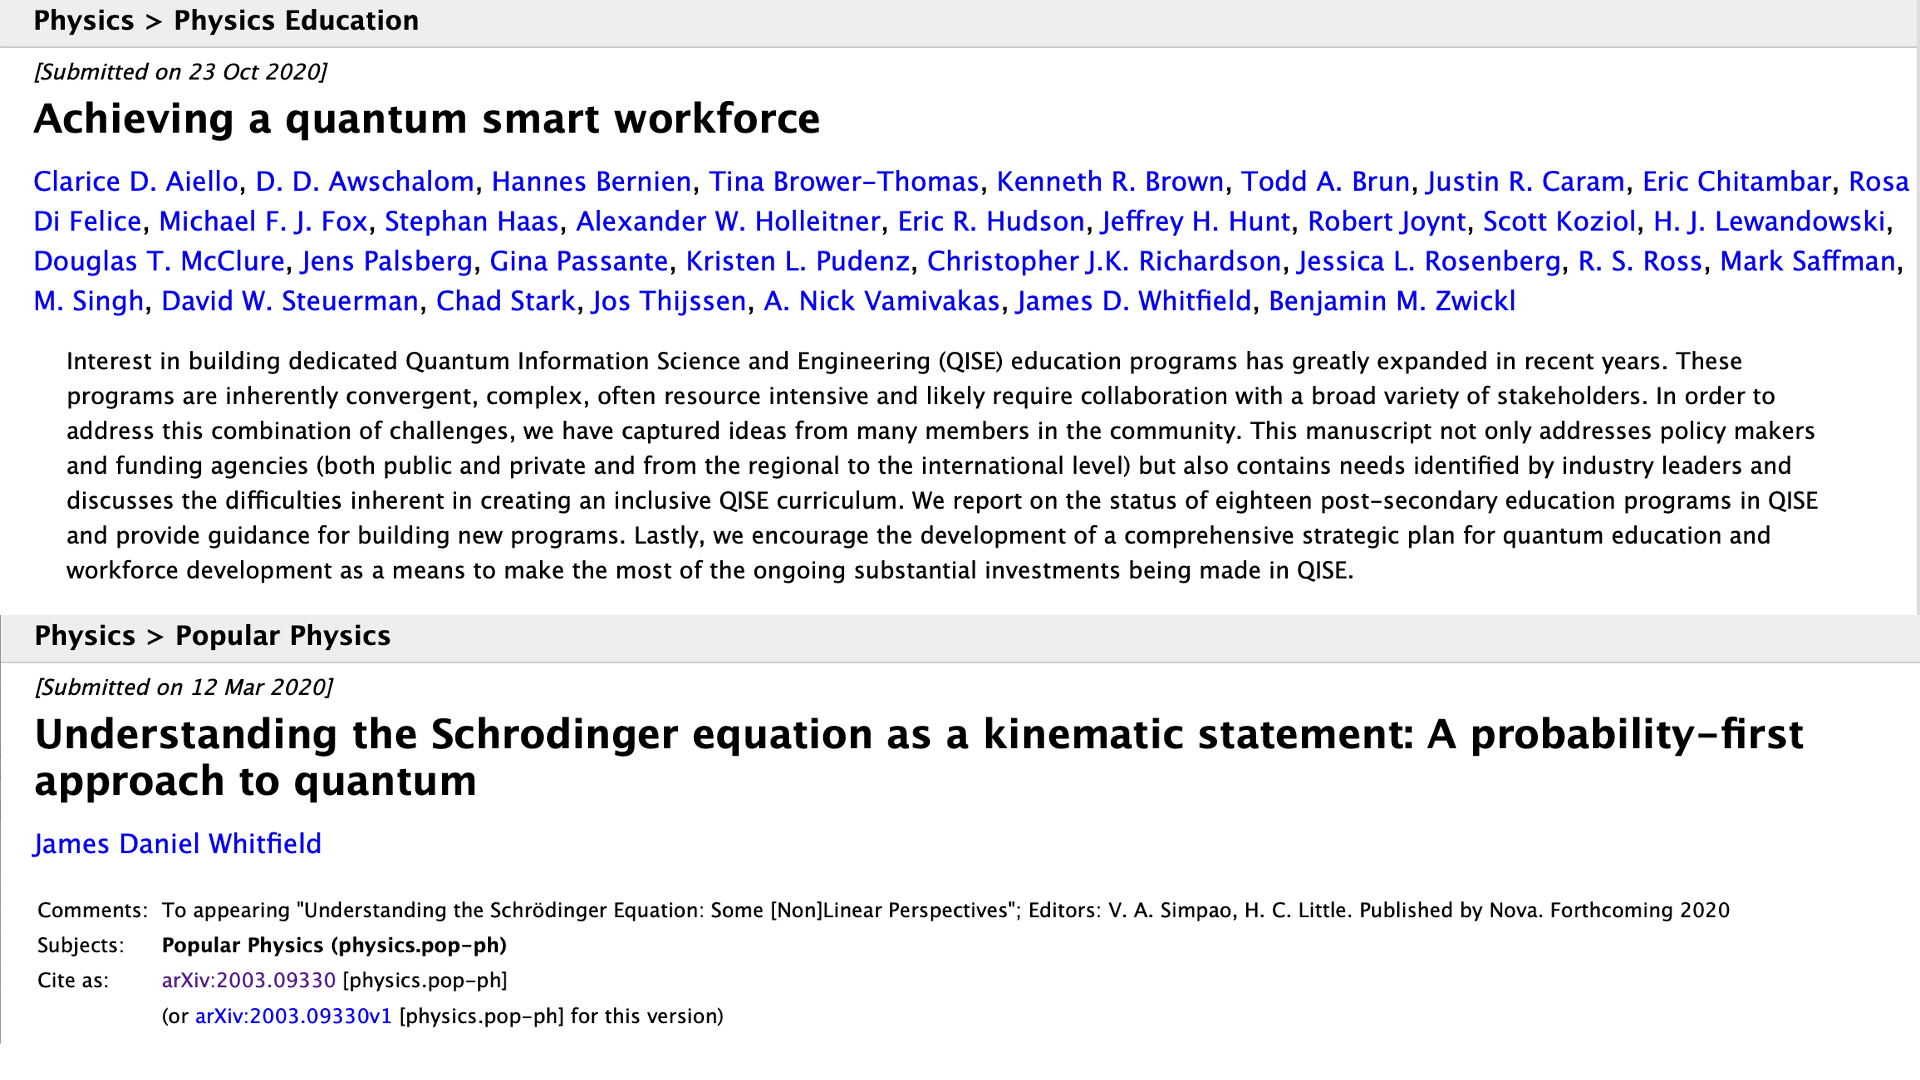 Physics > Physics Education
[Submitted on 23 Oct 2020]
Achieving a quantum smart workforce
Clarice D. Aiello, D. D. Awschalom, Hannes Bernien, Tina Brower-Thomas, Kenneth R. Brown, Todd A. Brun, Justin R. Caram, Eric Chitambar, Rosa
Di Felice, Michael F. J. Fox, Stephan Haas, Alexander W. Holleitner, Eric R. Hudson, Jeffrey H. Hunt, Robert Joynt, Scott Koziol, H. J. Lewandowski,
Douglas T. McClure, Jens Palsberg, Gina Passante, Kristen L. Pudenz, Christopher J.K. Richardson, Jessica L. Rosenberg, R. S. Ross, Mark Saffman,
M. Singh, David W. Steuerman, Chad Stark, Jos Thijssen, A. Nick Vamivakas, James D. Whitfield, Benjamin M. Zwickl
Interest in building dedicated Quantum Information Science and Engineering (QISE) education programs has greatly expanded in recent years. These
programs are inherently convergent, complex, often resource intensive and likely require collaboration with a broad variety of stakeholders. In order to
address this combination of challenges, we have captured ideas from many members in the community. This manuscript not only addresses policy makers
and funding agencies (both public and private and from the regional to the international level) but also contains needs identified by industry leaders and
discusses the difficulties inherent in creating an inclusive QISE curriculum. We report on the status of eighteen post-secondary education programs in QISE
and provide guidance for building new programs. Lastly, we encourage the development of a comprehensive strategic plan for quantum education and
workforce development as a means to make the most of the ongoing substantial investments being made in QISE.
Physics > Popular Physics
[Submitted on 12 Mar 2020]
Understanding the Schrodinger equation as a kinematic statement: A probability-first
approach to quantum
James Daniel Whitfield
Comments: To appearing "Understanding the Schrödinger Equation: Some [Non]Linear Perspectives"; Editors: V. A. Simpao, H. C. Little. Published by Nova. Forthcoming 2020
Subjects: Popular Physics (physics.pop-ph)
Cite as: arXiv:2003.09330 [physics.pop-ph]
(or arXiv:2003.09330v1 [physics.pop-ph] for this version)